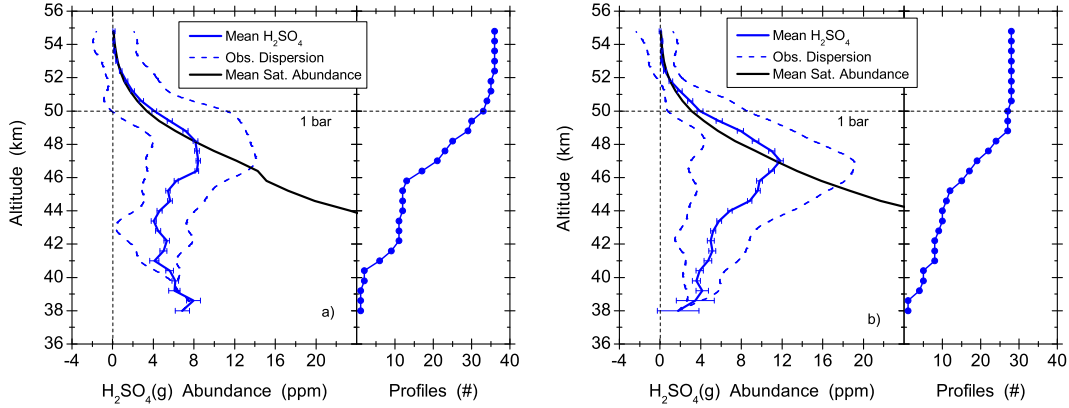 56
54
52
50
48
46
44
42
40
38
36
Altitude (km)
Mean H₂SO₄
Obs. Dispersion
Mean Sat. Abundance
1 bar
a)
-4 0 4 8 12 16 20
10 20 30 40
H₂SO₄(g) Abundance (ppm)
Profiles (#)
56
54
52
50
48
46
44
42
40
38
36
Altitude (km)
Mean H₂SO₄
Obs. Dispersion
Mean Sat. Abundance
1 bar
b)
-4 0 4 8 12 16 20
10 20 30 40
H₂SO₄(g) Abundance (ppm)
Profiles (#)